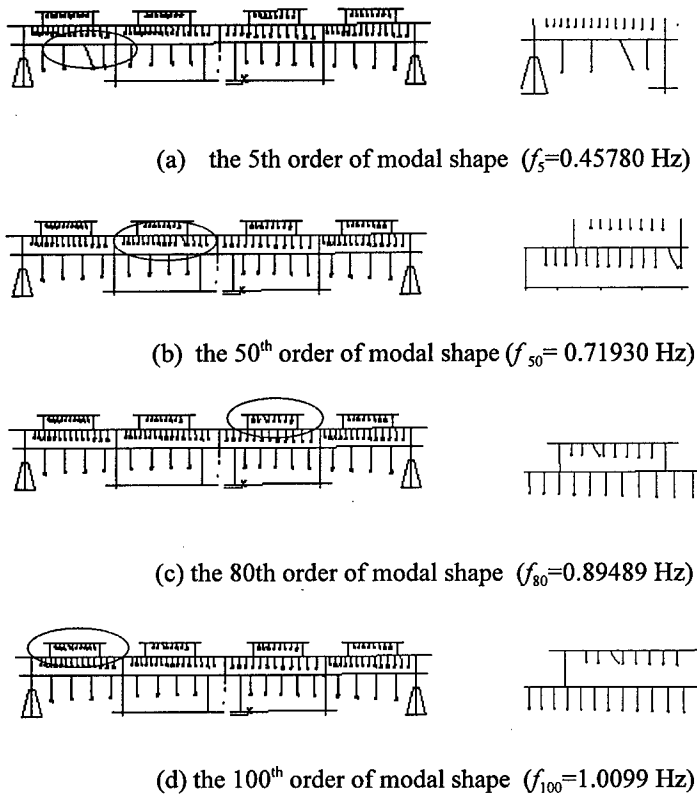 (a) the 5th order of modal shape (f5=0.45780 Hz)
(b) the 50th order of modal shape (f 50= 0.71930 Hz)
(c) the 80th order of modal shape (f80=0.89489 Hz)
(d) the 100th order of modal shape (f100=1.0099 Hz)